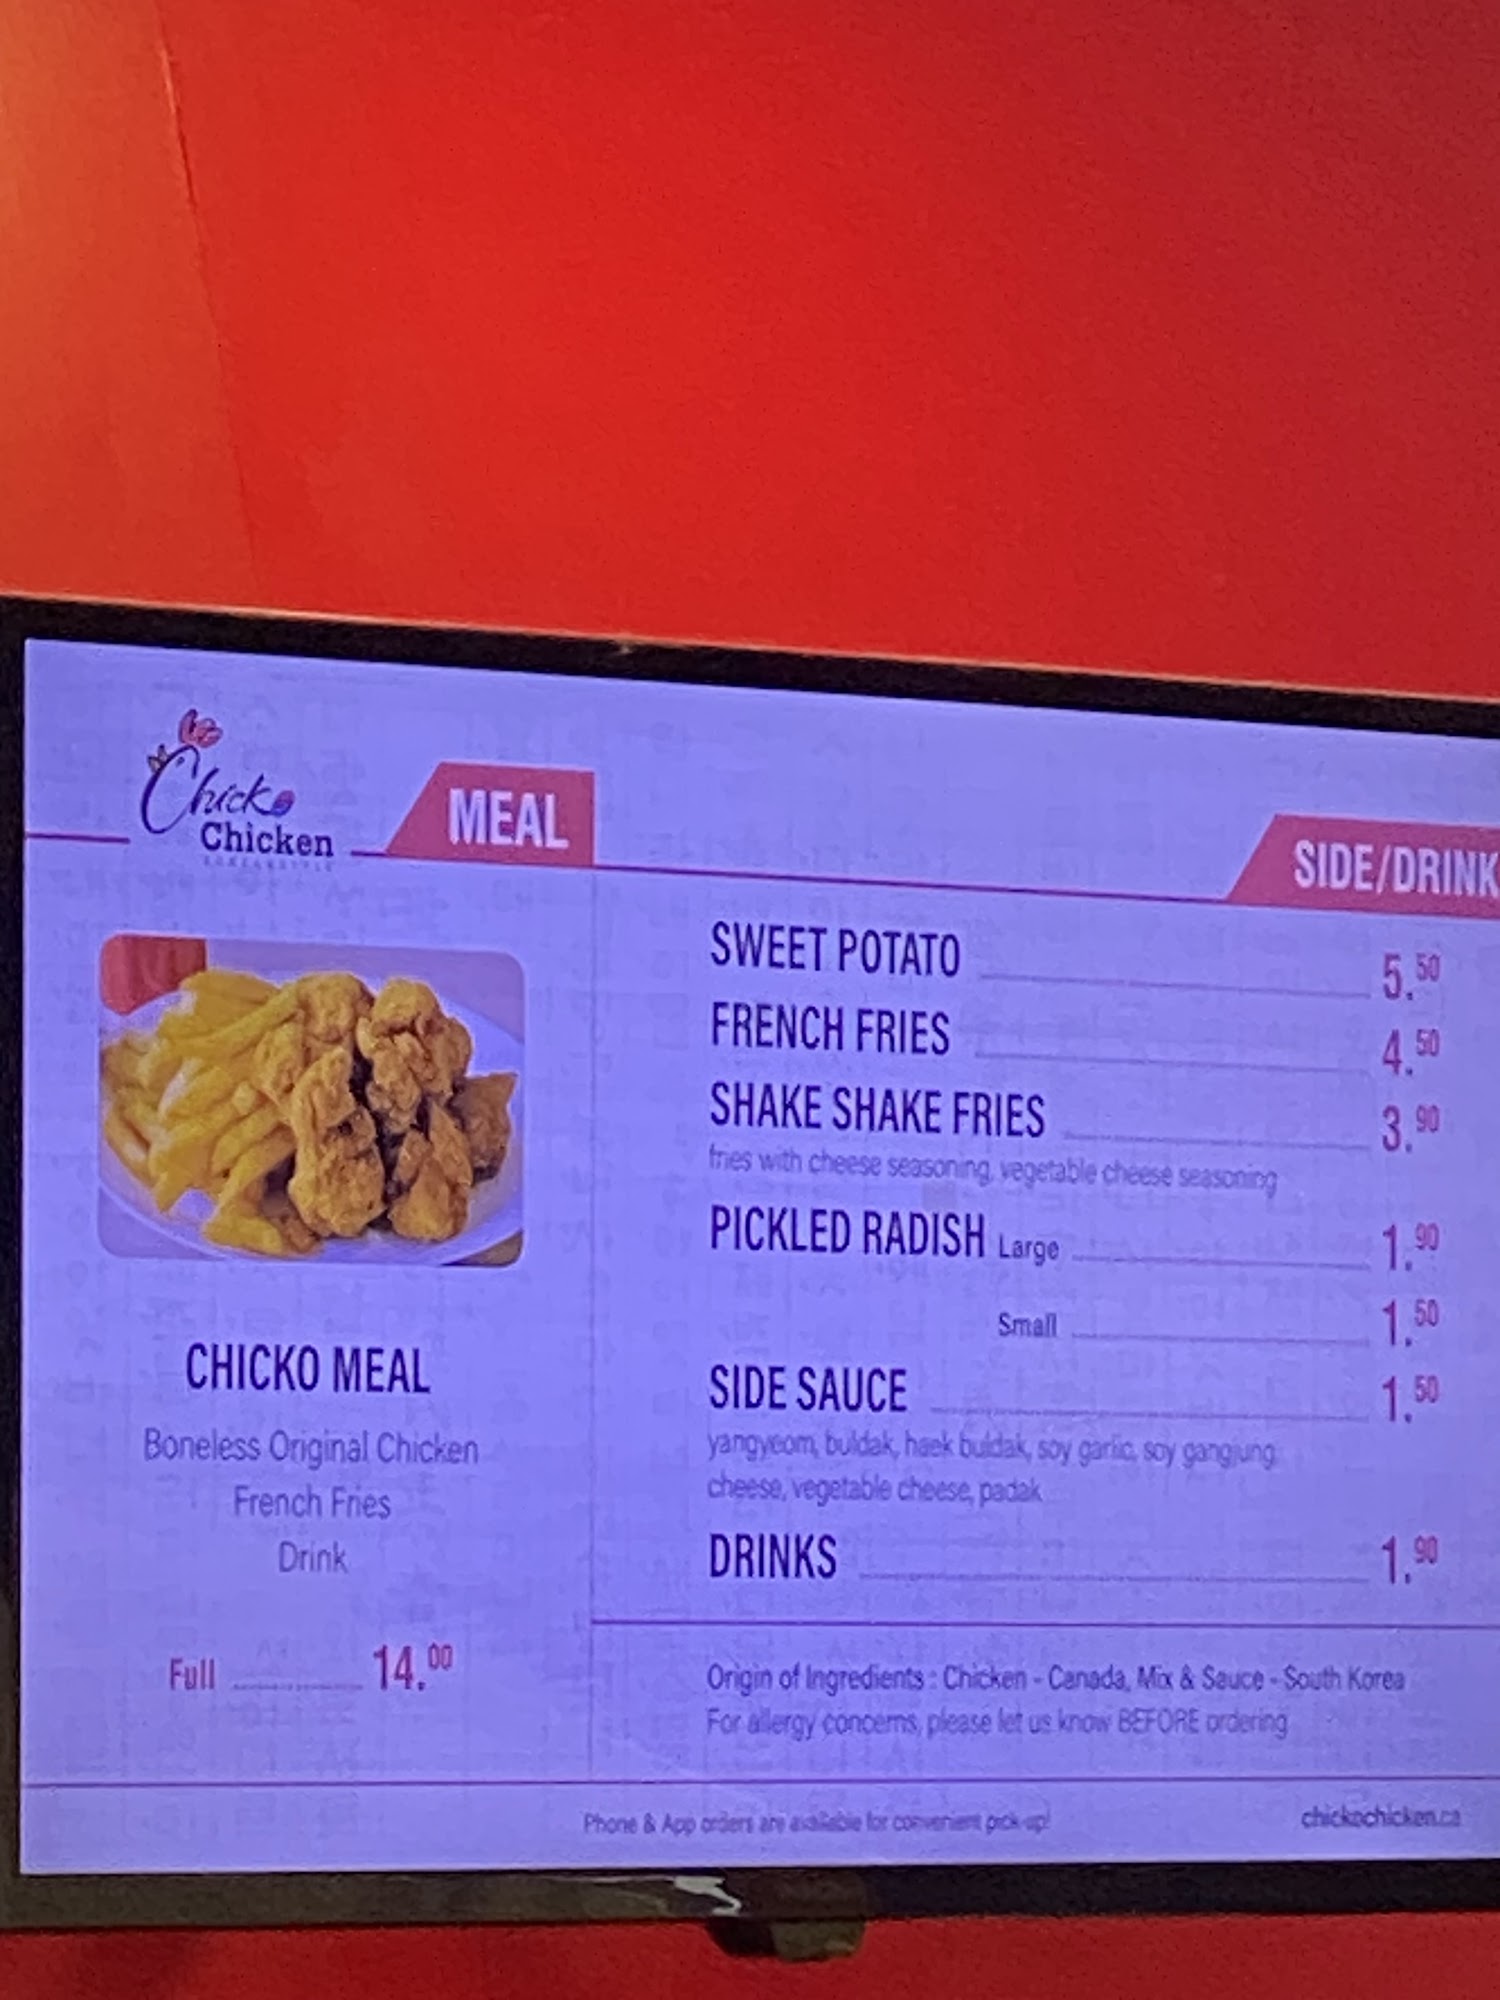 Chicko
Chicken
MEAL
SIDE/DRINK
CHICKO MEAL
Boneless Original Chicken
French Fries
Drink
Full 14.00
SWEET POTATO 5.50
FRENCH FRIES 4.50
SHAKE SHAKE FRIES 3.90
fries with cheese seasoning, vegetable cheese seasoning
PICKLED RADISH Large 1.90
Small 1.50
SIDE SAUCE 1.50
yangyeom, buldak, haek buldak, soy garlic, soy gangjung
cheese, vegetable cheese, padak
DRINKS 1.90
Origin of Ingredients : Chicken - Canada, Mix & Sauce - South Korea
For allergy concerns, please let us know BEFORE ordering
Phone & App orders are available for convenient pick-up!
chickochicken.ca